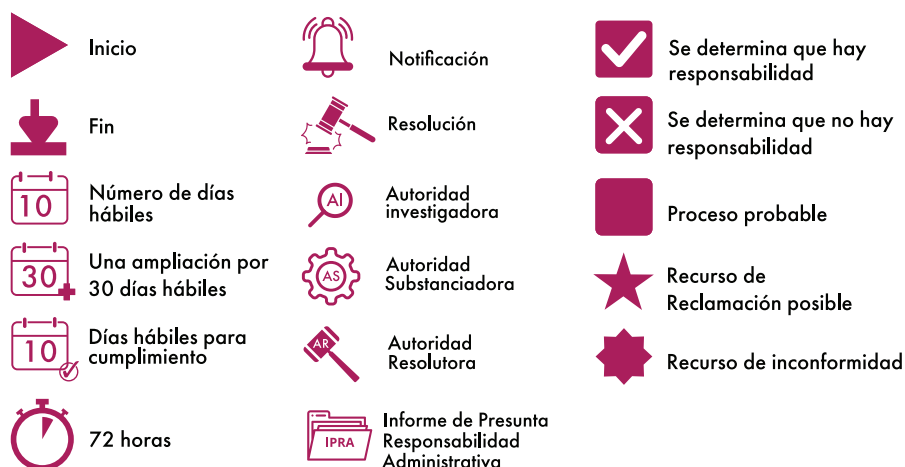 Inicio
Fin
10
Número de días
hábiles
30
Una ampliación por
30 días hábiles
10
Días hábiles para
cumplimiento
72 horas
Notificación
Resolución
AI
Autoridad
investigadora
AS
Autoridad
Substanciadora
AR
Autoridad
Resolutora
IPRA
Informe de Presunta
Responsabilidad
Administrativa
Se determina que hay
responsabilidad
Se determina que no hay
responsabilidad
Proceso probable
Recurso de
Reclamación posible
Recurso de inconformidad